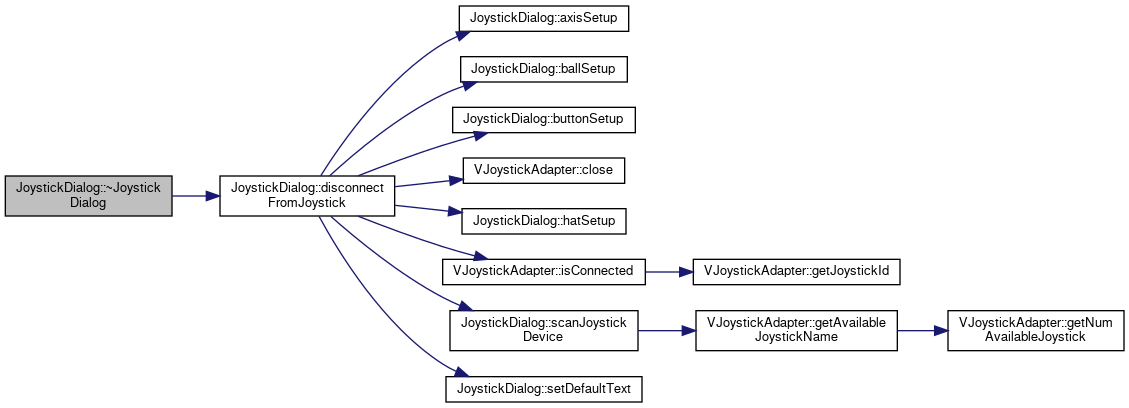 JoystickDialog::~Joystick
Dialog
JoystickDialog::disconnect
FromJoystick
JoystickDialog::axisSetup
JoystickDialog::ballSetup
JoystickDialog::buttonSetup
VJoystickAdapter::close
JoystickDialog::hatSetup
VJoystickAdapter::isConnected
VJoystickAdapter::getJoystickId
JoystickDialog::scanJoystick
Device
VJoystickAdapter::getAvailable
JoystickName
VJoystickAdapter::getNum
AvailableJoystick
JoystickDialog::setDefaultText